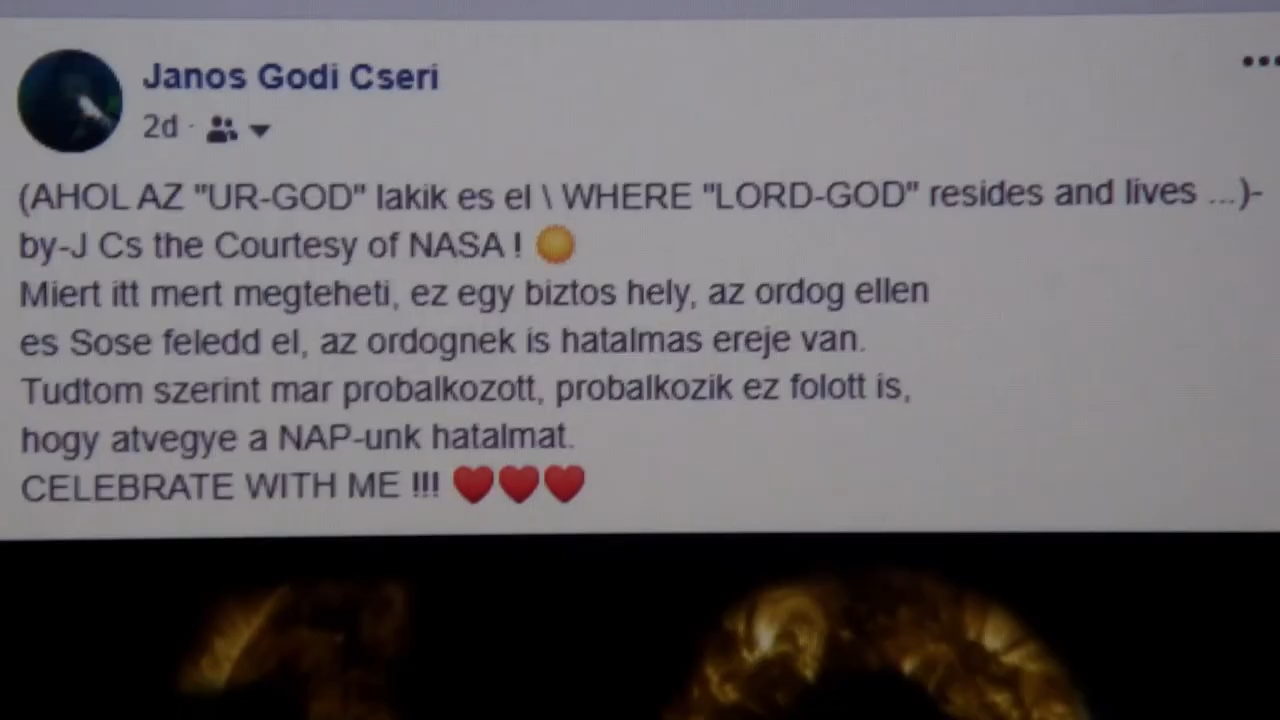 Janos Godi Cseri
2d ·
(AHOL AZ "UR-GOD" lakik es el \ WHERE "LORD-GOD" resides and lives ...)-
by-J Cs the Courtesy of NASA !
Miert itt mert megteheti, ez egy biztos hely, az ordog ellen
es Sose feledd el, az ordognek is hatalmas ereje van.
Tudtom szerint mar probalkozott, probalkozik ez folott is,
hogy atvegye a NAP-unk hatalmat.
CELEBRATE WITH ME !!! ❤❤❤